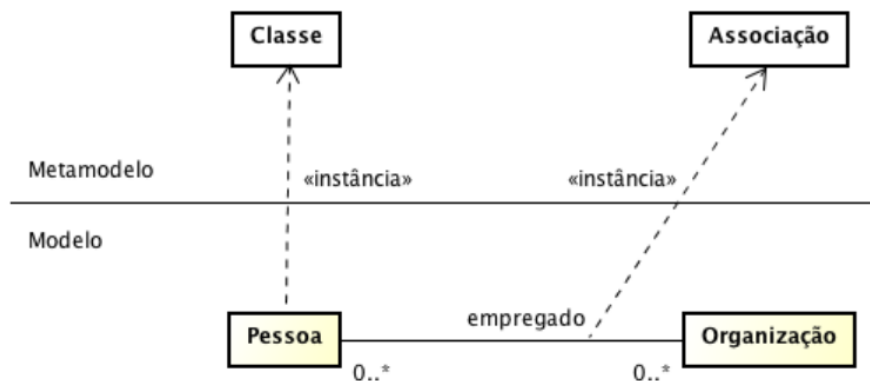 Classe
Associação
Metamodelo
«instância»
«instância»
Modelo
empregado
Pessoa
Organização
0..*
0..*